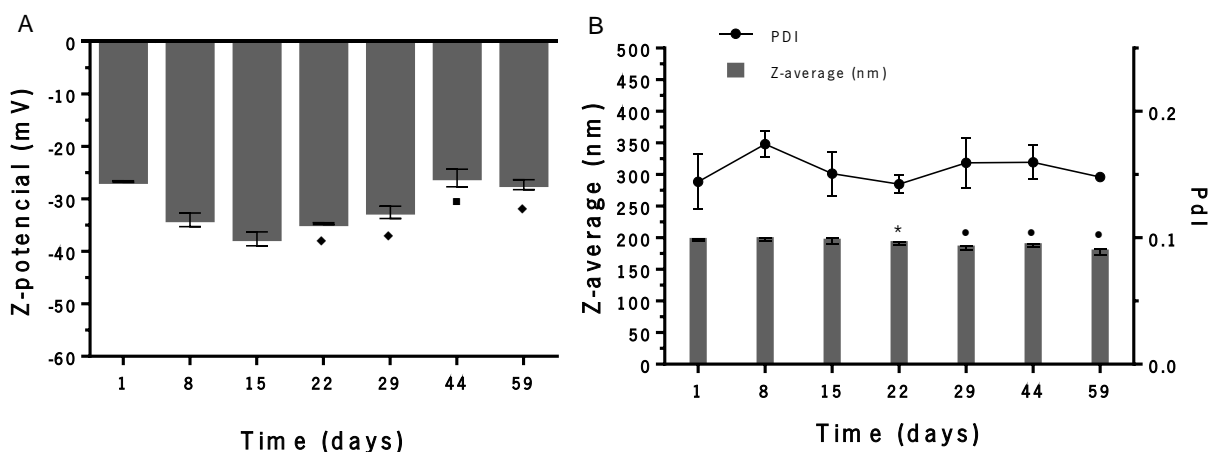 A
Z-potencial (mV)
0
-10
-20
-30
-40
-50
-60
1 8 15 22 29 44 59
Time (days)
B
PDI
Z-average (nm)
Z-average (nm)
500
450
400
350
300
250
200
150
100
50
0
*
0.2
0.1
0.0
PdI
1 8 15 22 29 44 59
Time (days)